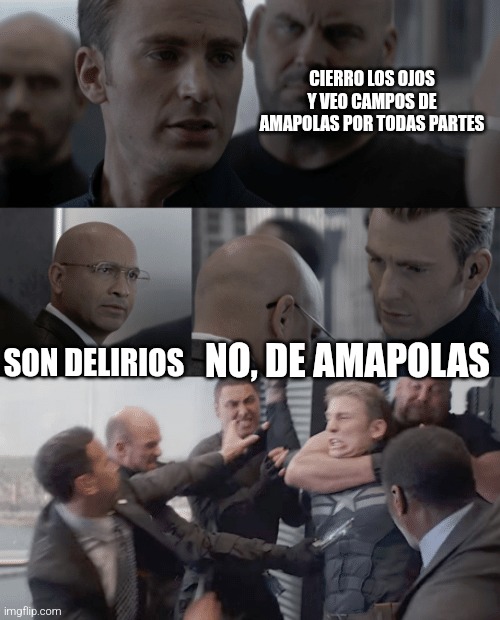 CIERRO LOS OJOS
Y VEO CAMPOS DE
AMAPOLAS POR TODAS PARTES
SON DELIRIOS
NO, DE AMAPOLAS
imgflip.com